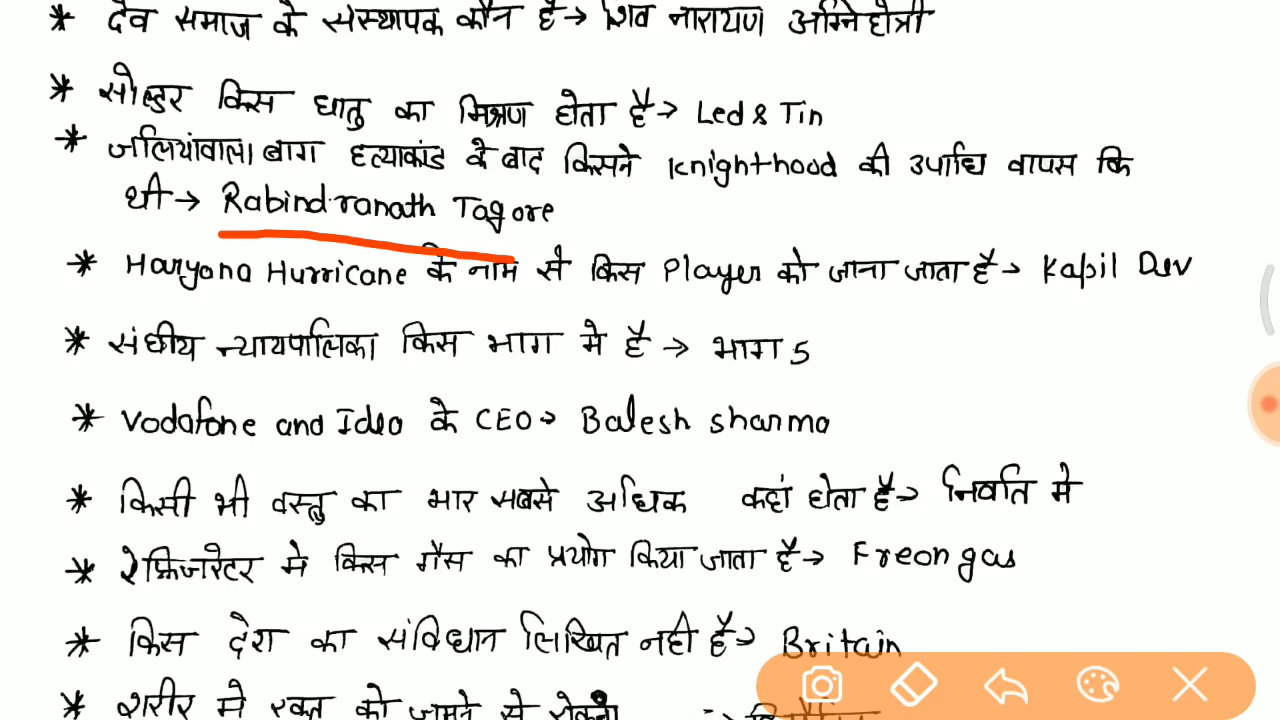 * देव समाज के संस्थापक कौन है → शिव नारायण अग्निहोत्री
* सोल्डर किस धातु का मिश्रण होता है → Led & Tin
* जलियांवाला बाग हत्याकांड के बाद किसने knighthood की उपाधि वापस कि
थी → Rabindranath Tagore
* Haryana Hurricane के नाम से किस Player को जाना जाता है → Kapil Dev
* संघीय न्यायपालिका किस भाग मे है → भाग 5
* Vodafone and Idea के CEO → Balesh sharma
* किसी भी वस्तु का भार सबसे अधिक कहां होता है → निर्वात मे
* रेफ्रिजरेटर मे किस गैस का प्रयोग किया जाता है → Freon gas
* किस देश का संविधान लिखित नही है → Britain
* शरीर मे रक्त को जामने से रोकना →